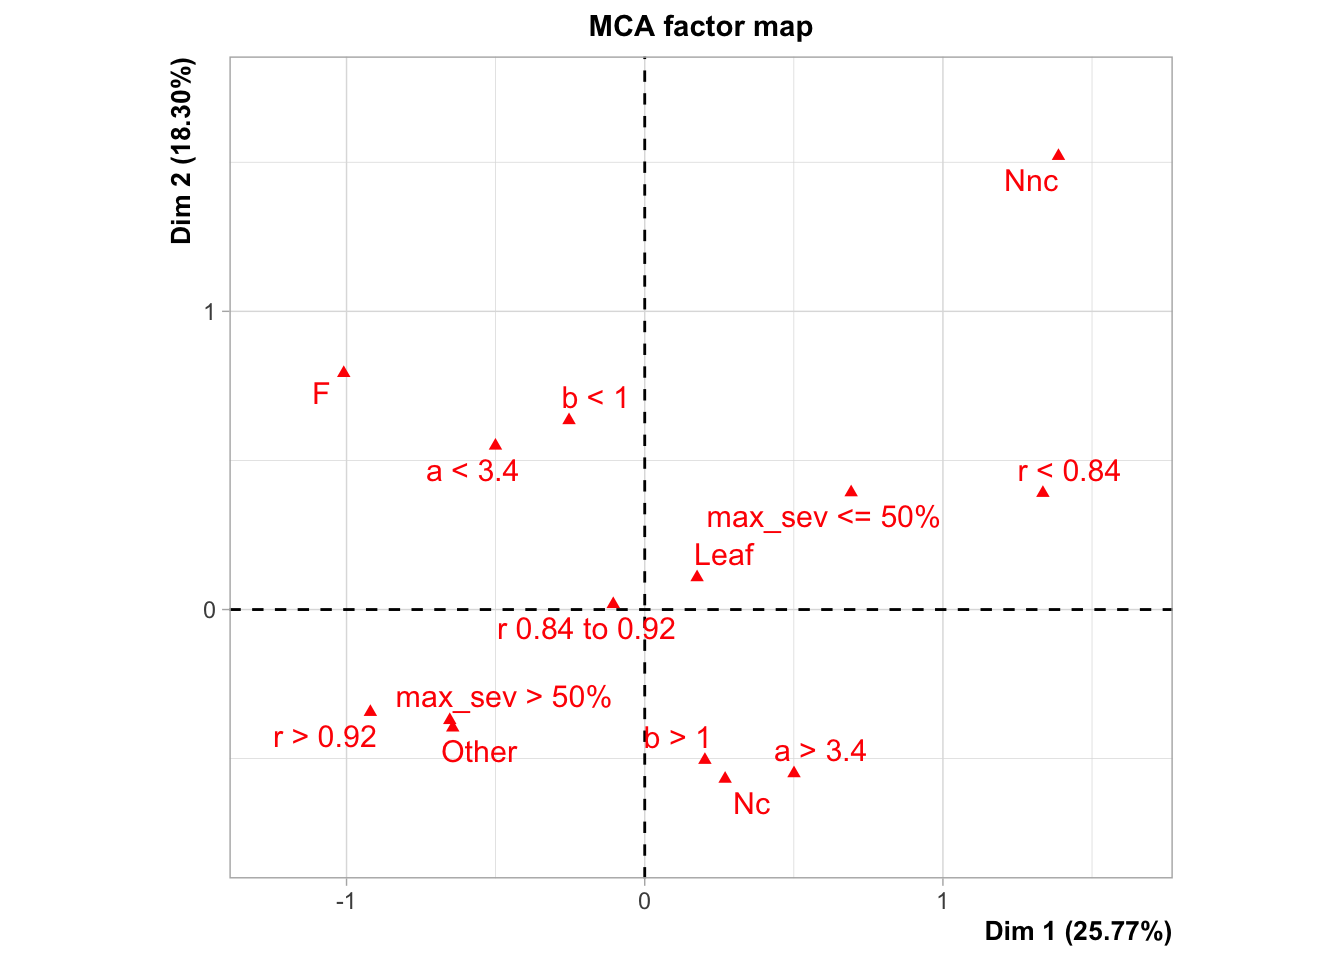 MCA factor map
Dim 2 (18.30%)
Nnc
1
F
b < 1
a < 3.4
r < 0.84
max_sev <= 50%
Leaf
0
r 0.84 to 0.92
max_sev > 50%
r > 0.92
Other
b > 1
a > 3.4
Nc
-1
0
1
Dim 1 (25.77%)